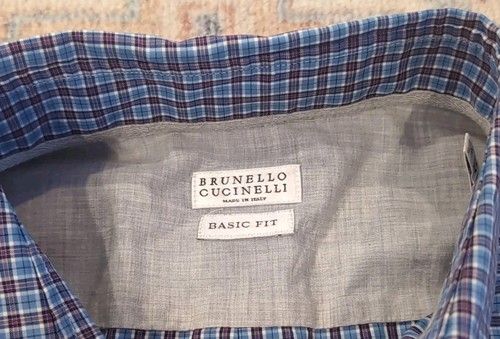 BRUNELLO
CUCINELLI
MADE IN ITALY
BASIC FIT